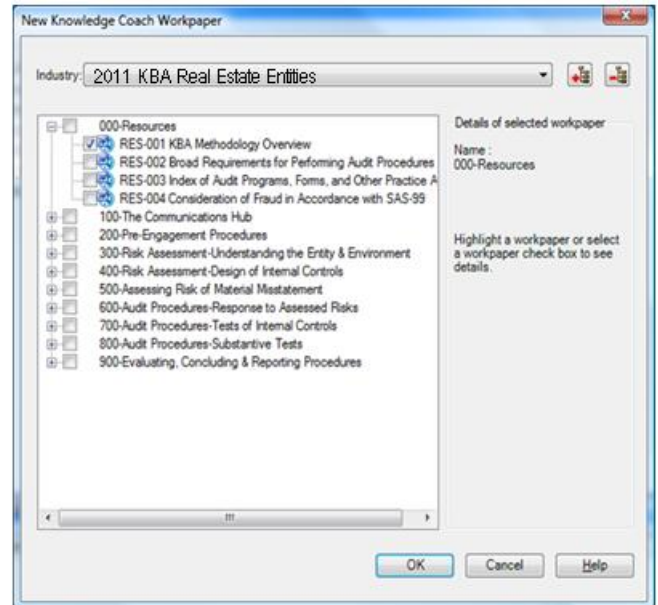 New Knowledge Coach Workpaper
Industry: 2011 KBA Real Estate Entities
000-Resources
RES-001 KBA Methodology Overview
RES-002 Broad Requirements for Performing Audit Procedures
RES-003 Index of Audit Programs, Forms, and Other Practice A
RES-004 Consideration of Fraud in Accordance with SAS-99
100-The Communications Hub
200-Pre-Engagement Procedures
300-Risk Assessment-Understanding the Entity & Environment
400-Risk Assessment-Design of Internal Controls
500-Assessing Risk of Material Misstatement
600-Audit Procedures-Response to Assessed Risks
700-Audit Procedures-Tests of Internal Controls
800-Audit Procedures-Substantive Tests
900-Evaluating, Concluding & Reporting Procedures
Details of selected workpaper
Name :
000-Resources
Highlight a workpaper or select
a workpaper check box to see
details.
OK Cancel Help